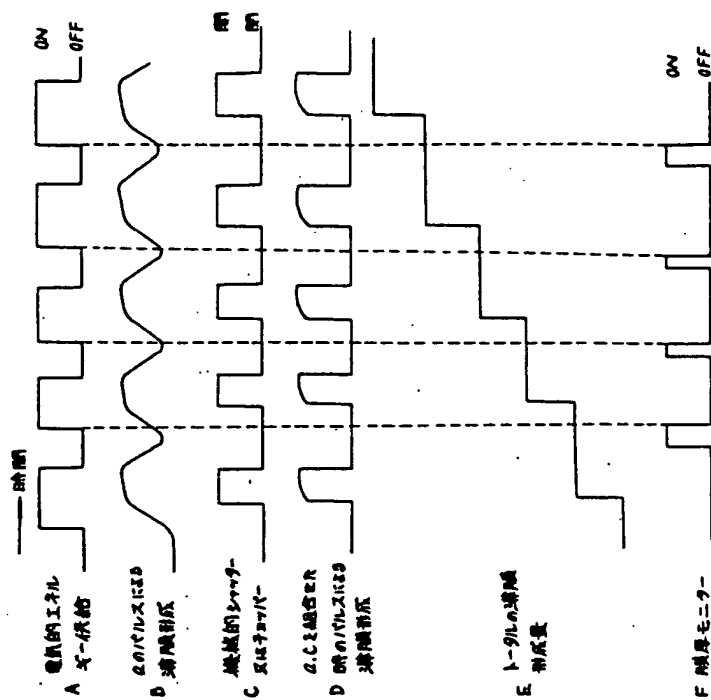 時間
電気的エネル
ギー供給
A
ON
OFF
aのパルスによる
薄膜形成
B
機械的シャッター
又はチョッパー
C
開
閉
a.Cを組合せた
時のパルスによる
薄膜形成
D
トータルの薄膜
形成量
E
F 膜厚モニター
ON
OFF